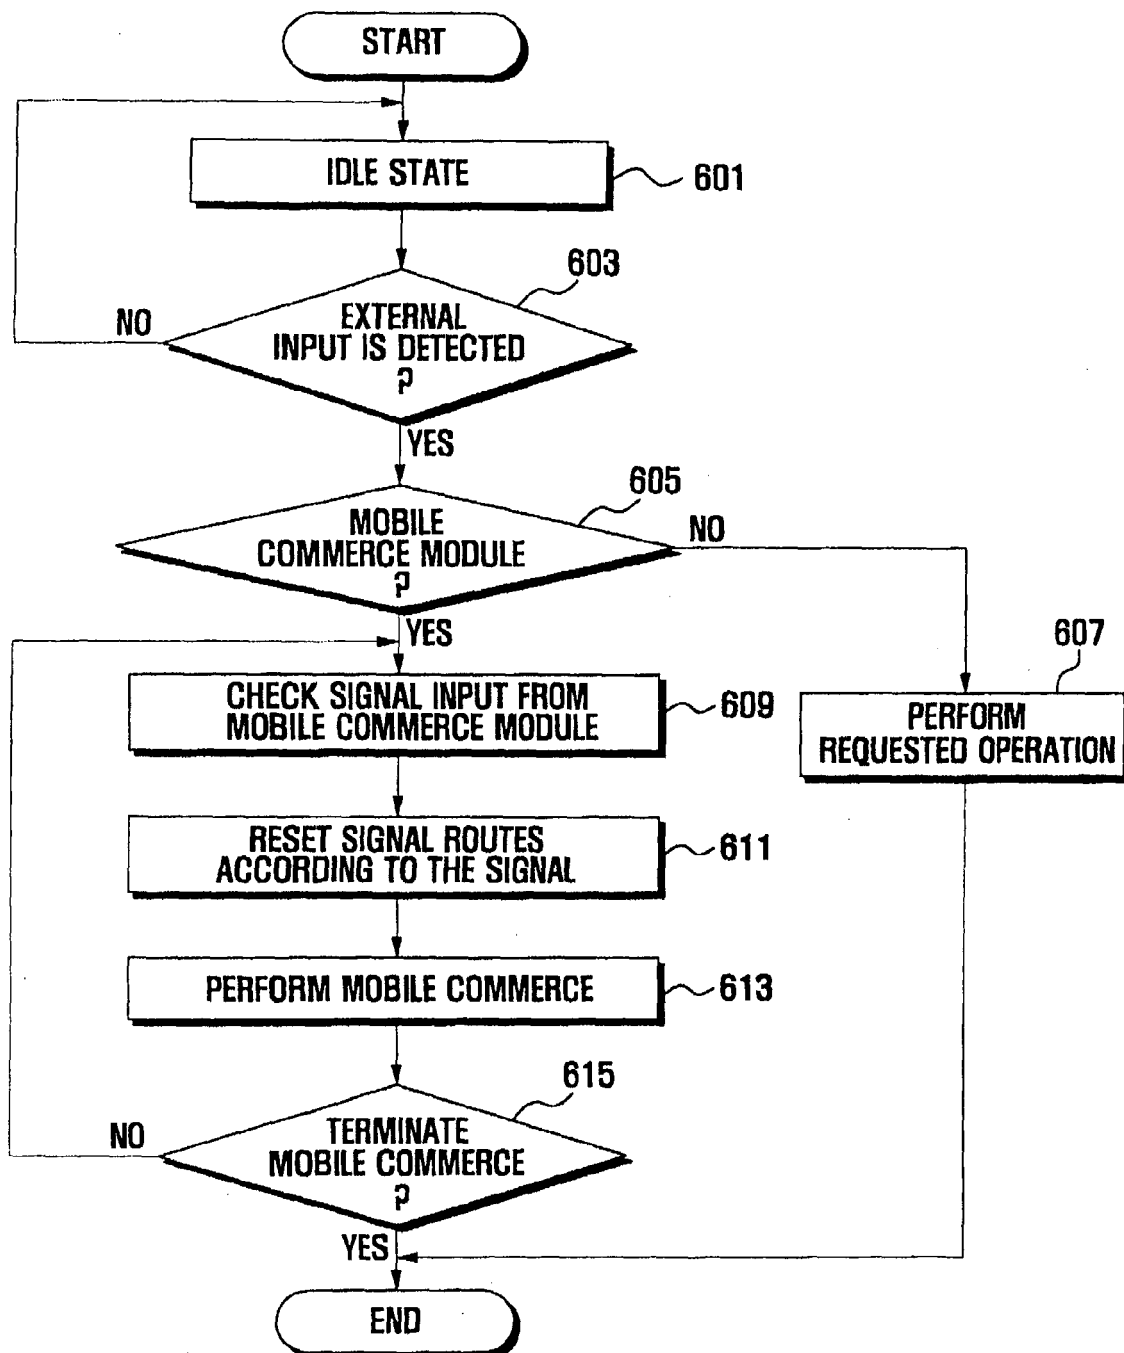 START
IDLE STATE
601
603
EXTERNAL
INPUT IS DETECTED
?
NO
YES
605
MOBILE
COMMERCE MODULE
?
NO
YES
607
CHECK SIGNAL INPUT FROM
MOBILE COMMERCE MODULE
609
PERFORM
REQUESTED OPERATION
RESET SIGNAL ROUTES
ACCORDING TO THE SIGNAL
611
PERFORM MOBILE COMMERCE
613
615
TERMINATE
MOBILE COMMERCE
?
NO
YES
END